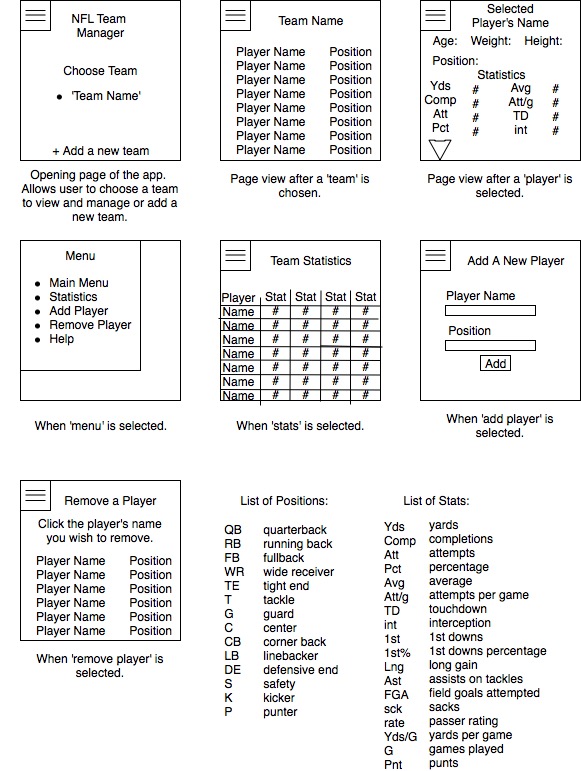 NFL Team
Manager
Choose Team
• 'Team Name'
+ Add a new team
Opening page of the app.
Allows user to choose a team
to view and manage or add a
new team.
Team Name
Player Name Position
Player Name Position
Player Name Position
Player Name Position
Player Name Position
Player Name Position
Player Name Position
Player Name Position
Page view after a 'team' is
chosen.
Selected
Player's Name
Age: Weight: Height:
Position:
Statistics
Yds # Avg #
Comp # Att/g #
Att # TD #
Pct # int #
Page view after a 'player' is
selected.
Menu
• Main Menu
• Statistics
• Add Player
• Remove Player
• Help
When 'menu' is selected.
Team Statistics
Player Stat Stat Stat Stat
Name # # # #
Name # # # #
Name # # # #
Name # # # #
Name # # # #
Name # # # #
Name # # # #
When 'stats' is selected.
Add A New Player
Player Name
Position
Add
When 'add player' is
selected.
Remove a Player
Click the player's name
you wish to remove.
Player Name Position
Player Name Position
Player Name Position
Player Name Position
Player Name Position
Player Name Position
When 'remove player' is
selected.
List of Positions:
QB quarterback
RB running back
FB fullback
WR wide receiver
TE tight end
T tackle
G guard
C center
CB corner back
LB linebacker
DE defensive end
S safety
K kicker
P punter
List of Stats:
Yds yards
Comp completions
Att attempts
Pct percentage
Avg average
Att/g attempts per game
TD touchdown
int interception
1st 1st downs
1st% 1st downs percentage
Lng long gain
Ast assists on tackles
FGA field goals attempted
sck sacks
rate passer rating
Yds/G yards per game
G games played
Pnt punts